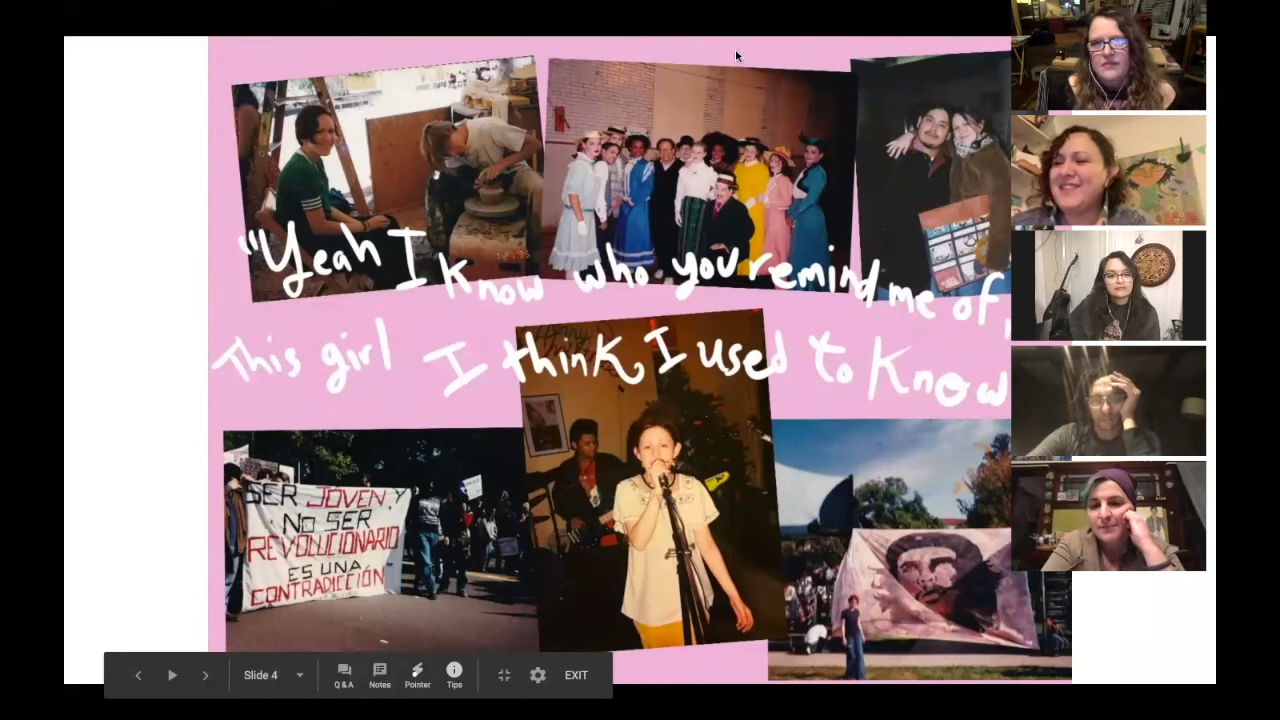 "Yeah I know who you remind me of,
This girl I think I used to know
SER JOVEN Y
NO SER
REVOLUCIONARIO
ES UNA
CONTRADICCIÓN"
Slide 4
Q & A
Notes
Pointer
Tips
EXIT